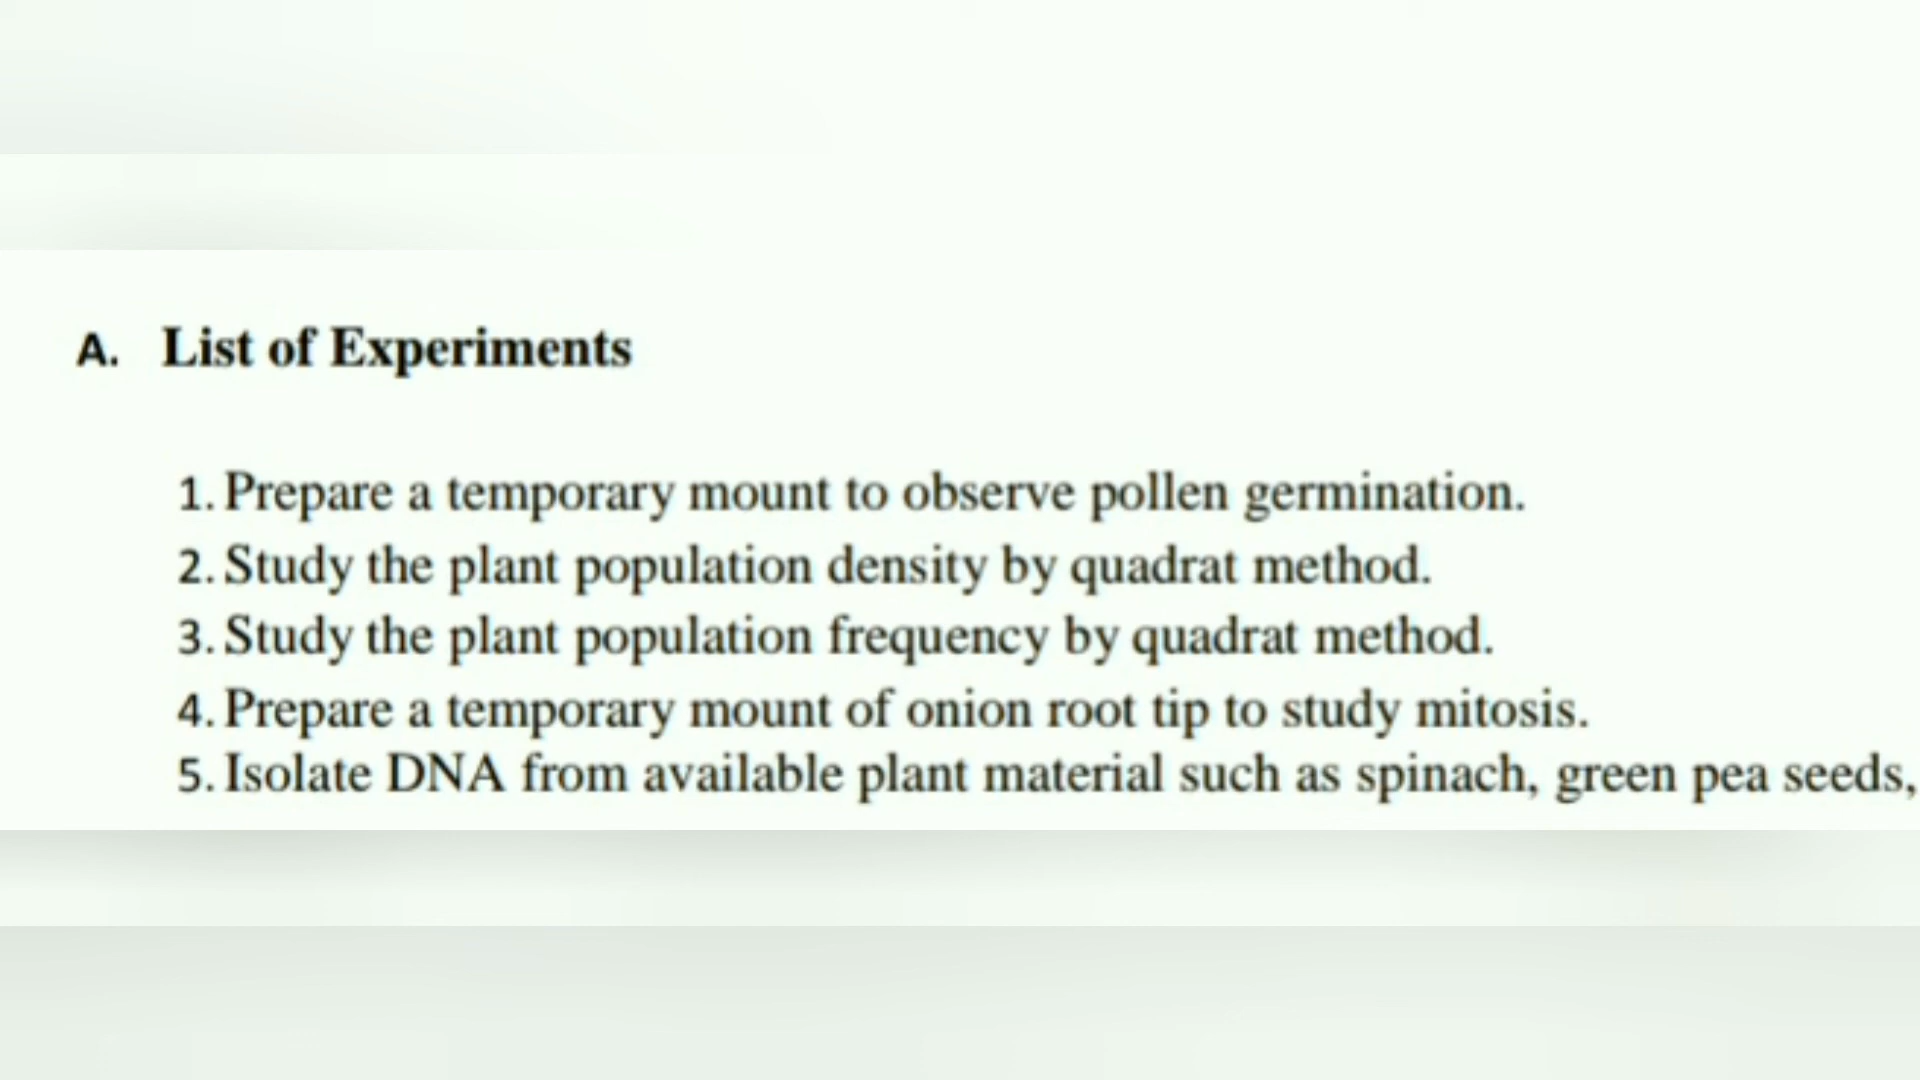 A. List of Experiments
1. Prepare a temporary mount to observe pollen germination.
2. Study the plant population density by quadrat method.
3. Study the plant population frequency by quadrat method.
4. Prepare a temporary mount of onion root tip to study mitosis.
5. Isolate DNA from available plant material such as spinach, green pea seeds,